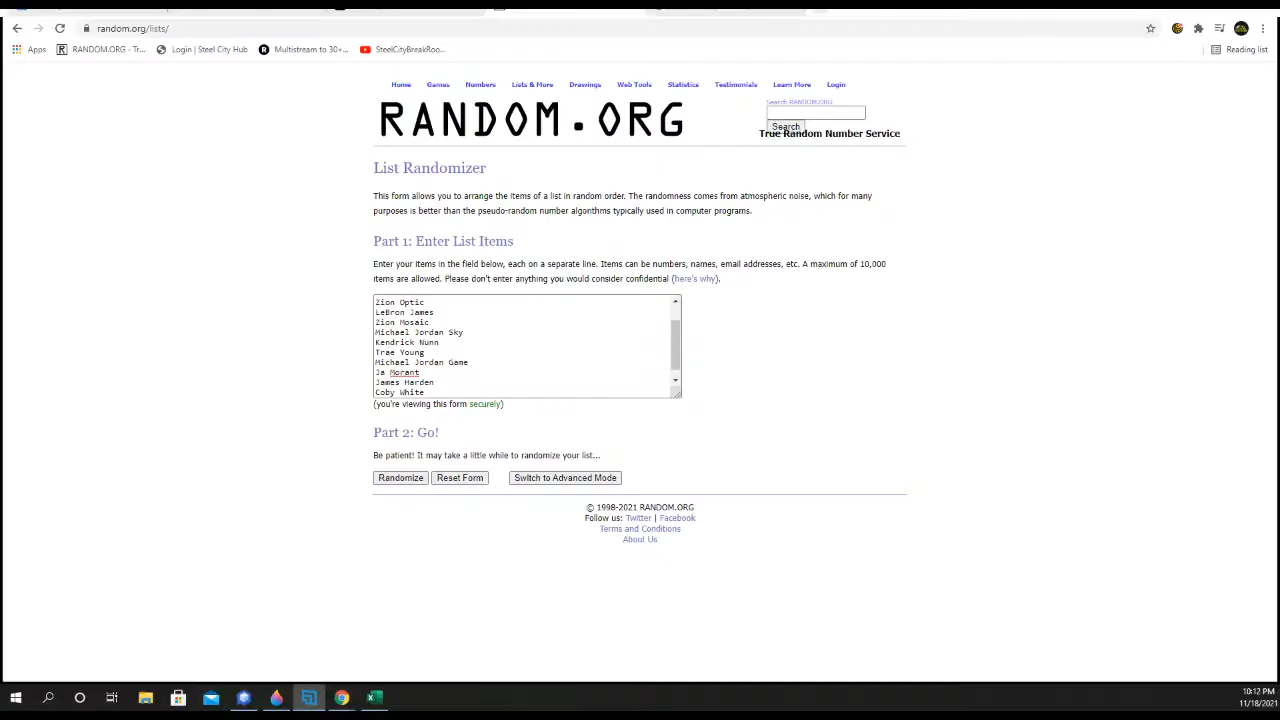 random.org/lists/
Apps
RANDOM.ORG - Tr...
Login | Steel City Hub
Multistream to 30+...
SteelCityBreakRoo...
Reading list
Home Games Numbers Lists & More Drawings Web Tools Statistics Testimonials Learn More Login
RANDOM.ORG
Search RANDOM.ORG
Search
True Random Number Service
List Randomizer
This form allows you to arrange the items of a list in random order. The randomness comes from atmospheric noise, which for many
purposes is better than the pseudo-random number algorithms typically used in computer programs.
Part 1: Enter List Items
Enter your items in the field below, each on a separate line. Items can be numbers, names, email addresses, etc. A maximum of 10,000
items are allowed. Please don't enter anything you would consider confidential (here's why).
Zion Optic
LeBron James
Zion Mosaic
Michael Jordan Sky
Kendrick Nunn
Trae Young
Michael Jordan Game
Ja Morant
James Harden
Coby White
(you're viewing this form securely)
Part 2: Go!
Be patient! It may take a little while to randomize your list...
Randomize Reset Form Switch to Advanced Mode
© 1998-2021 RANDOM.ORG
Follow us: Twitter | Facebook
Terms and Conditions
About Us
10:12 PM
11/18/2021